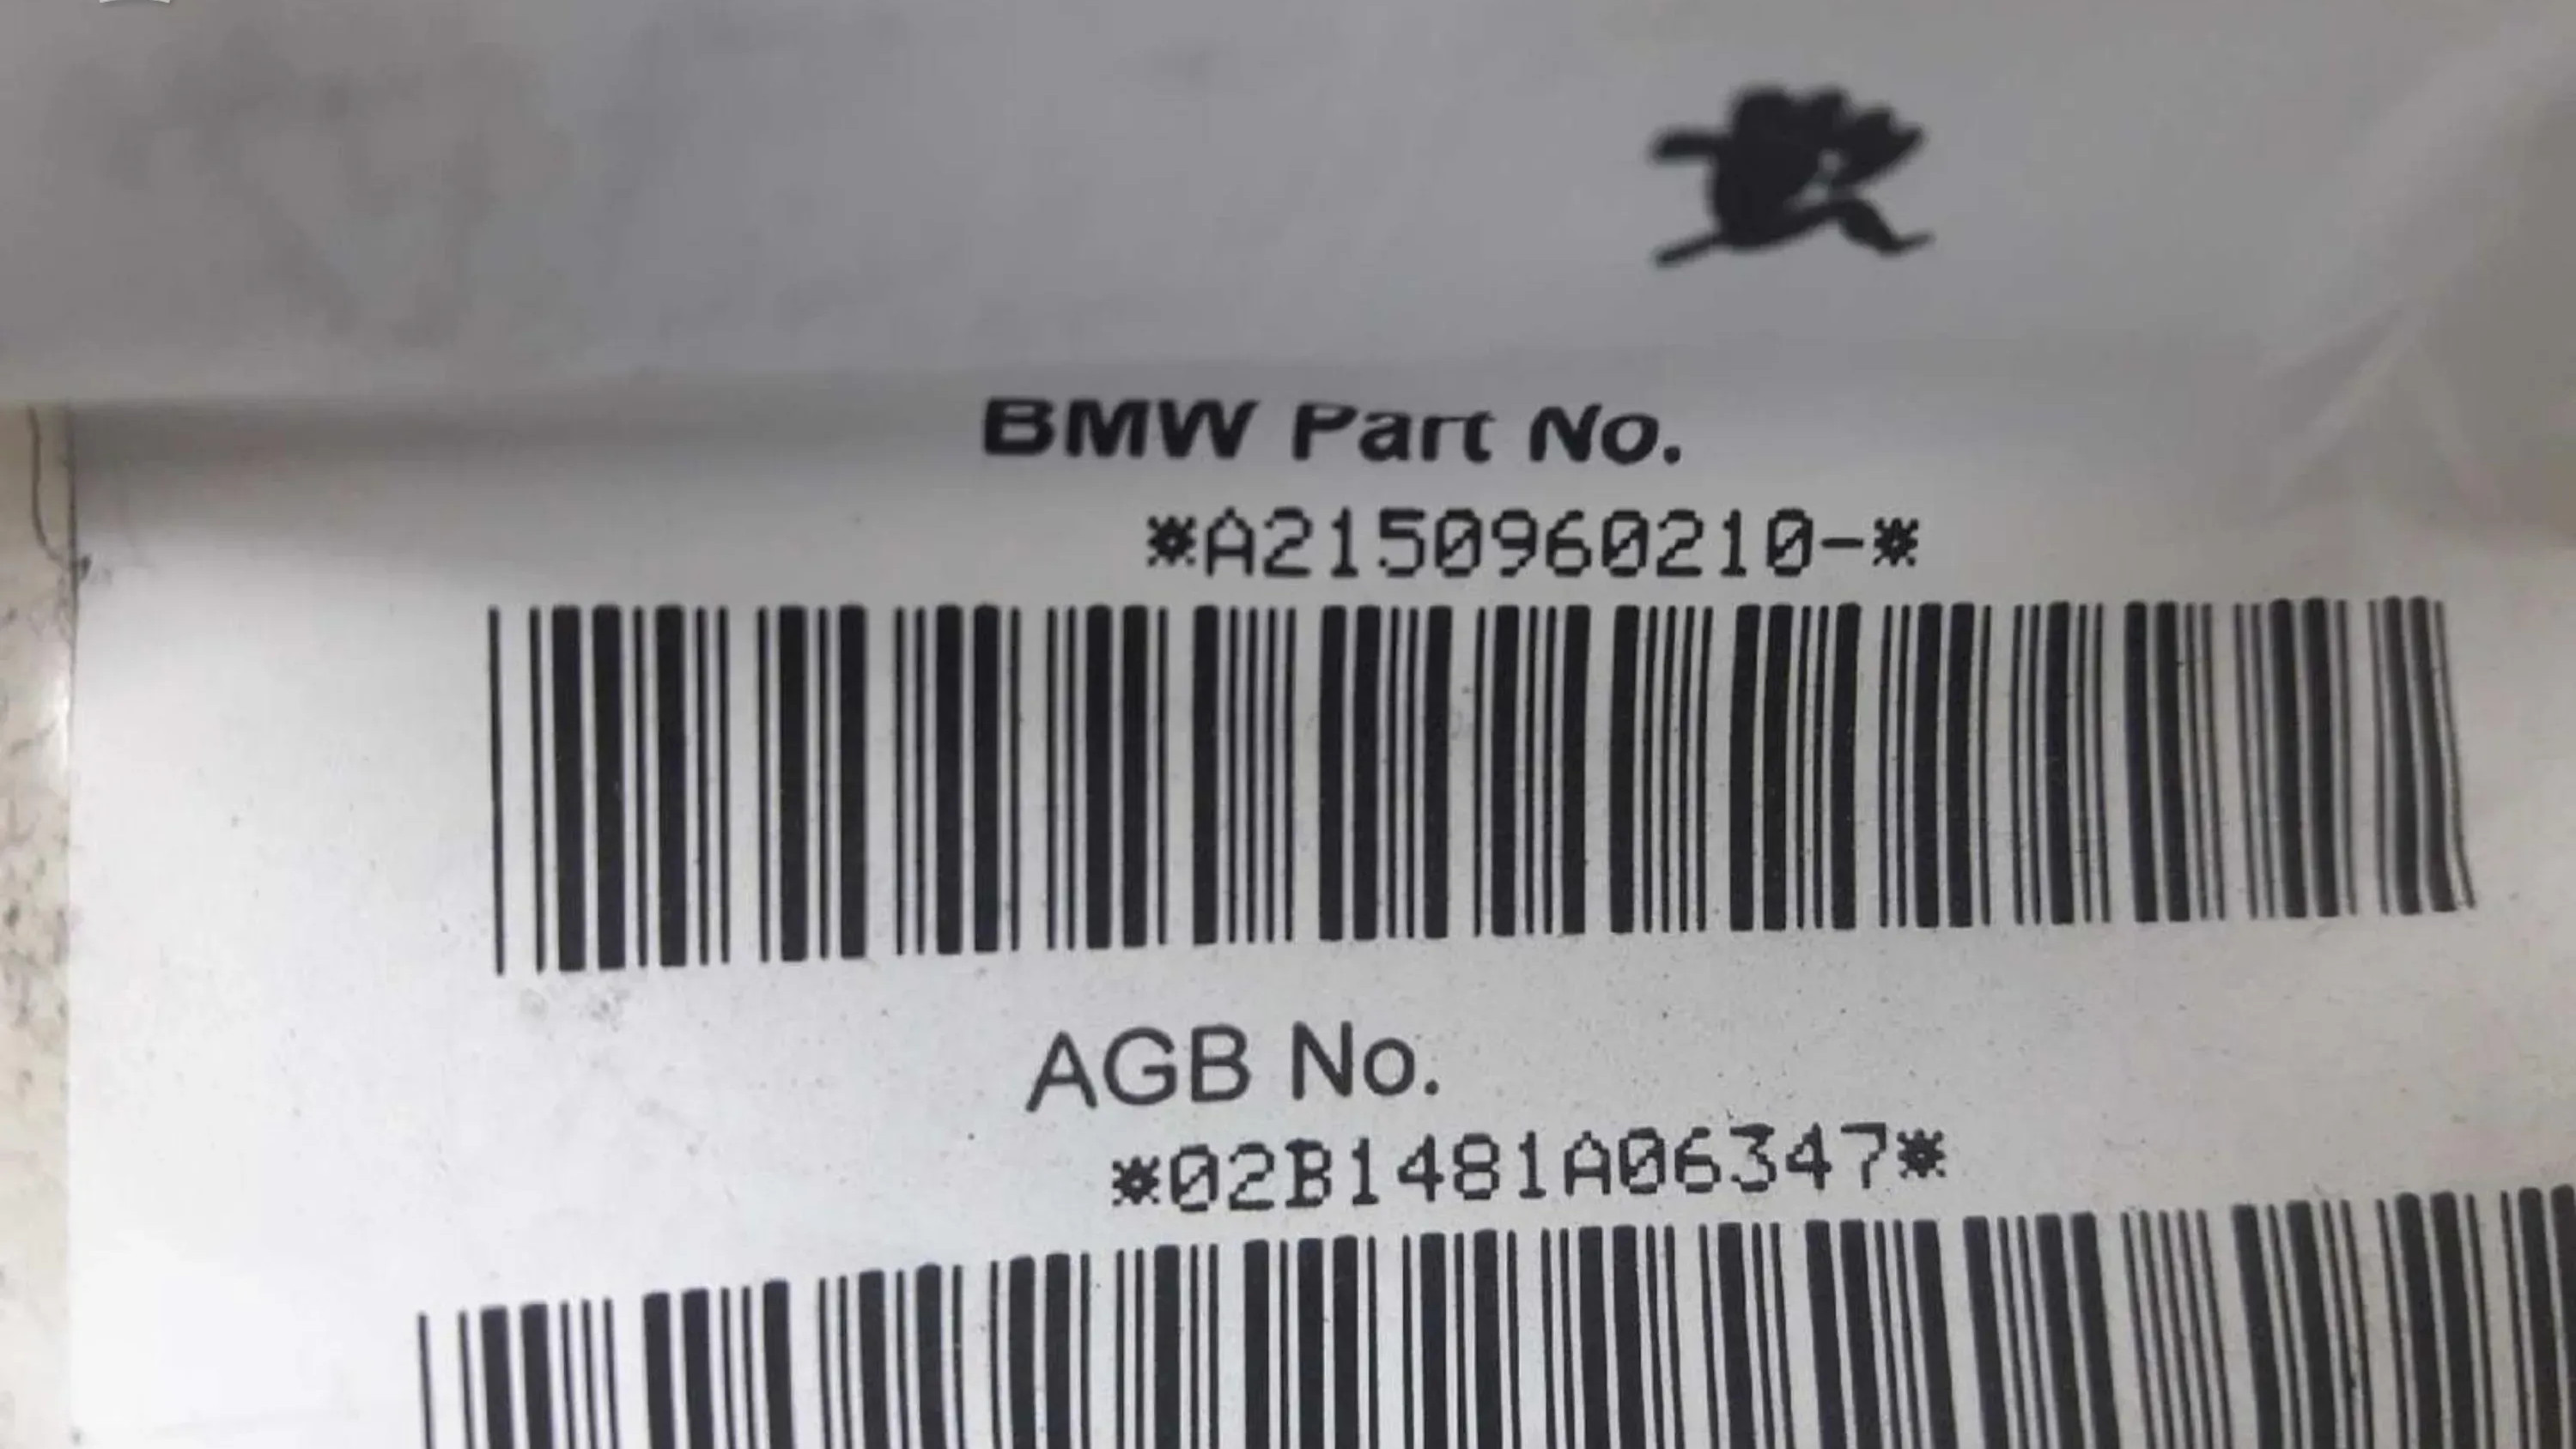 BMW Part No.
*A2150960210-*
AGB No.
*02B1481A06347*